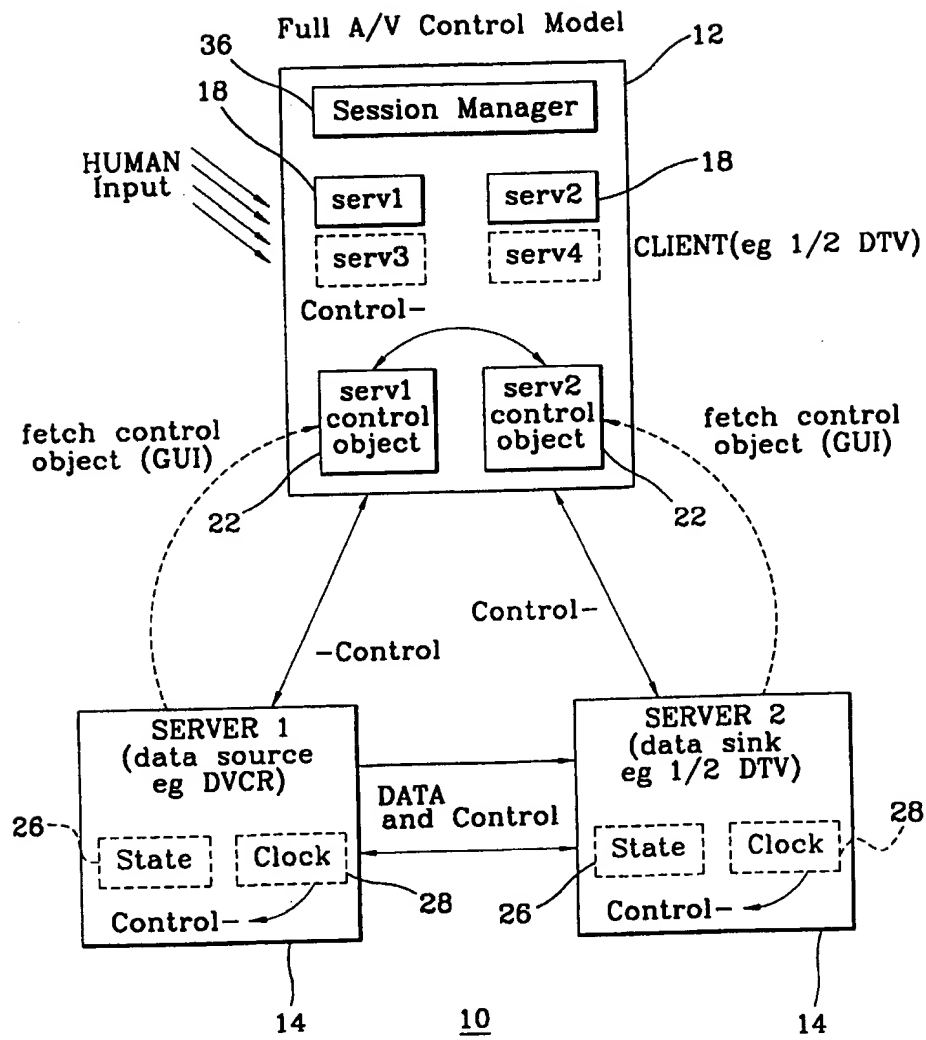 Full A/V Control Model
36
12
Session Manager
18
18
HUMAN
Input
serv1
serv2
serv3
serv4
CLIENT(eg 1/2 DTV)
Control-
serv1
control
object
serv2
control
object
fetch control
object (GUI)
fetch control
object (GUI)
22
22
Control-
-Control
SERVER 1
(data source
eg DVCR)
SERVER 2
(data sink
eg 1/2 DTV)
DATA
and Control
26
State
Clock
28
Control-
26
State
Clock
28
Control-
14
10
14